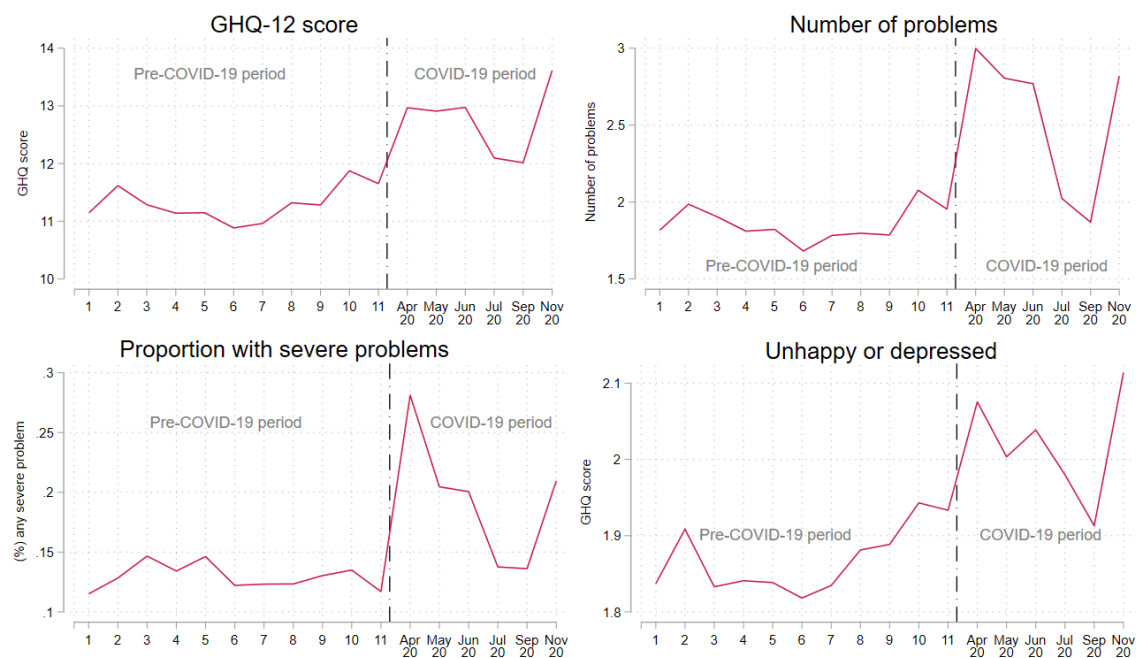 GHQ-12 score
14
13
12
11
10
GHQ score
Pre-COVID-19 period
COVID-19 period
1 2 3 4 5 6 7 8 9 10 11 Apr May Jun Jul Sep Nov
20 20 20 20 20 20
Number of problems
3
2.5
2
1.5
Number of problems
Pre-COVID-19 period
COVID-19 period
1 2 3 4 5 6 7 8 9 10 11 Apr May Jun Jul Sep Nov
20 20 20 20 20 20
Proportion with severe problems
.3
.25
.2
.15
.1
(%) any severe problem
Pre-COVID-19 period
COVID-19 period
1 2 3 4 5 6 7 8 9 10 11 Apr May Jun Jul Sep Nov
20 20 20 20 20 20
Unhappy or depressed
2.1
2
1.9
1.8
GHQ score
Pre-COVID-19 period
COVID-19 period
1 2 3 4 5 6 7 8 9 10 11 Apr May Jun Jul Sep Nov
20 20 20 20 20 20